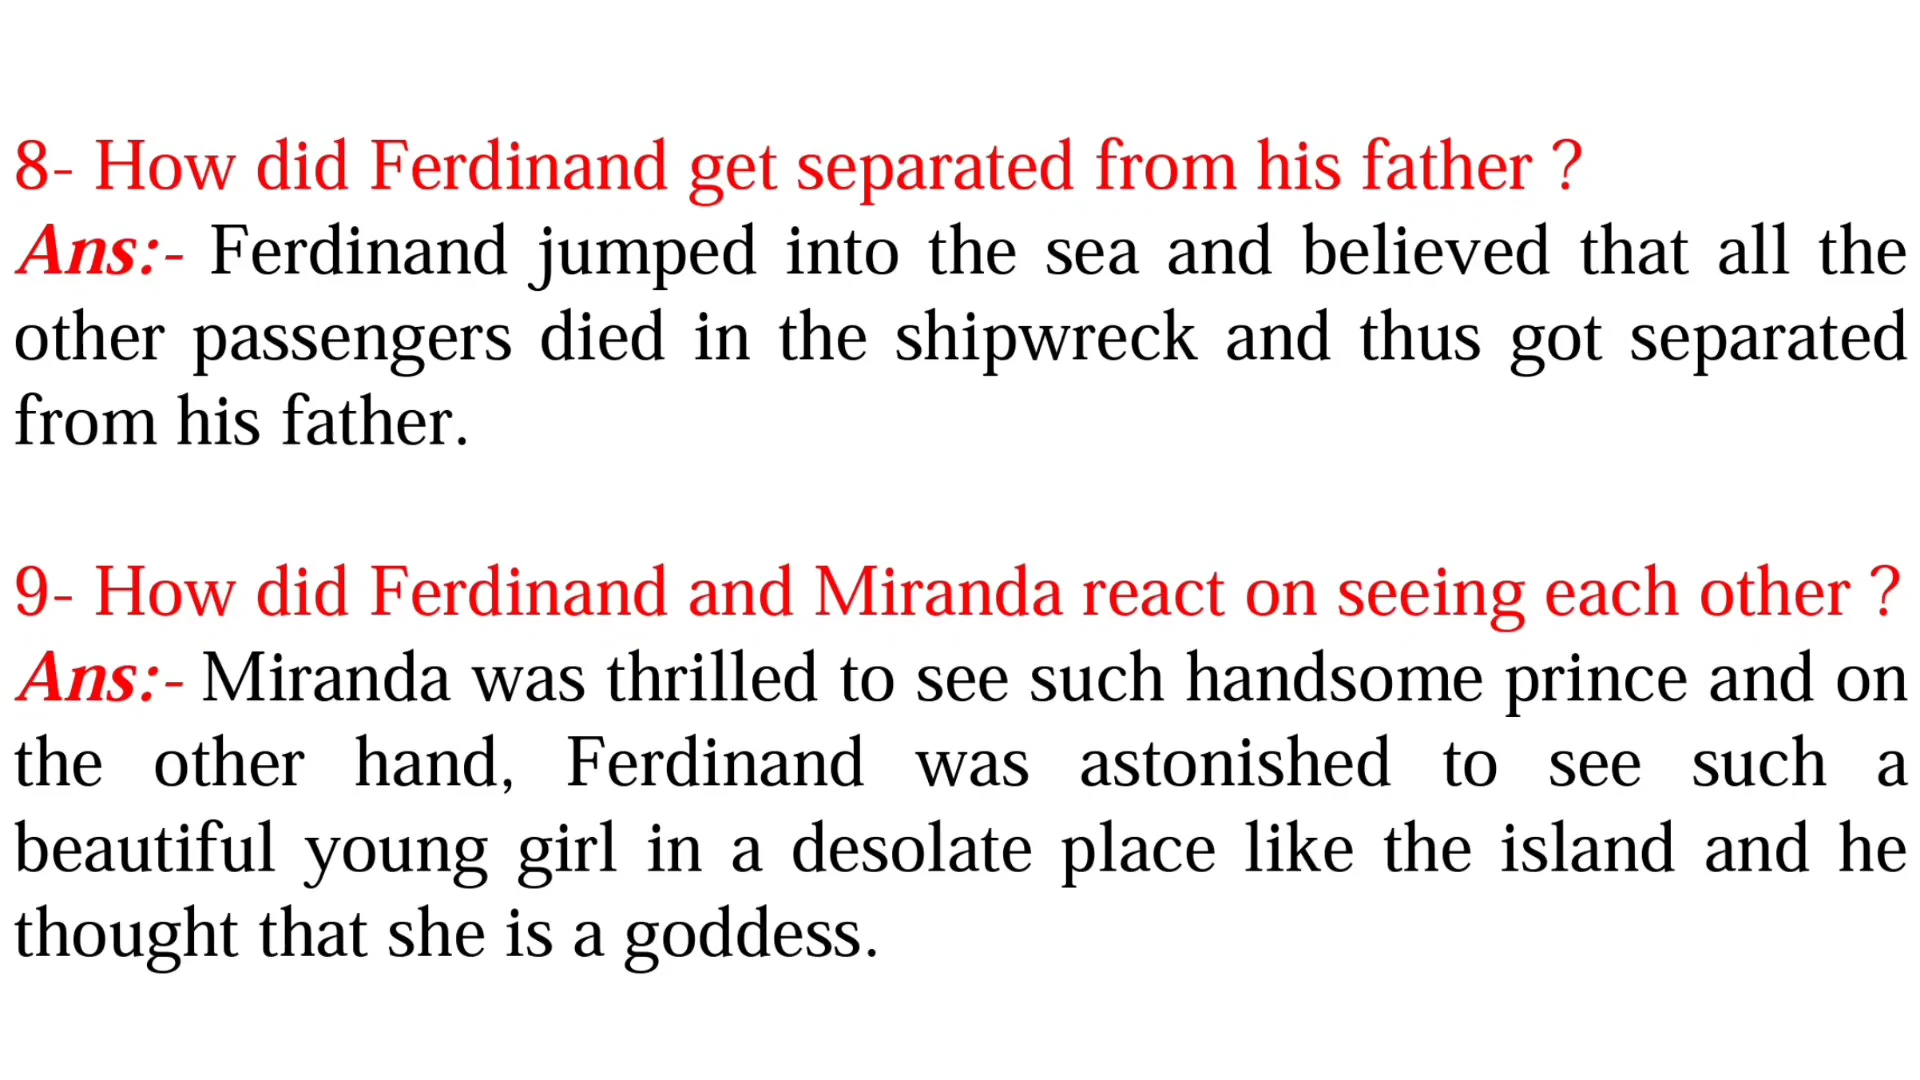 8- How did Ferdinand get separated from his father ?
Ans:- Ferdinand jumped into the sea and believed that all the
other passengers died in the shipwreck and thus got separated
from his father.
9- How did Ferdinand and Miranda react on seeing each other ?
Ans:- Miranda was thrilled to see such handsome prince and on
the other hand, Ferdinand was astonished to see such a
beautiful young girl in a desolate place like the island and he
thought that she is a goddess.